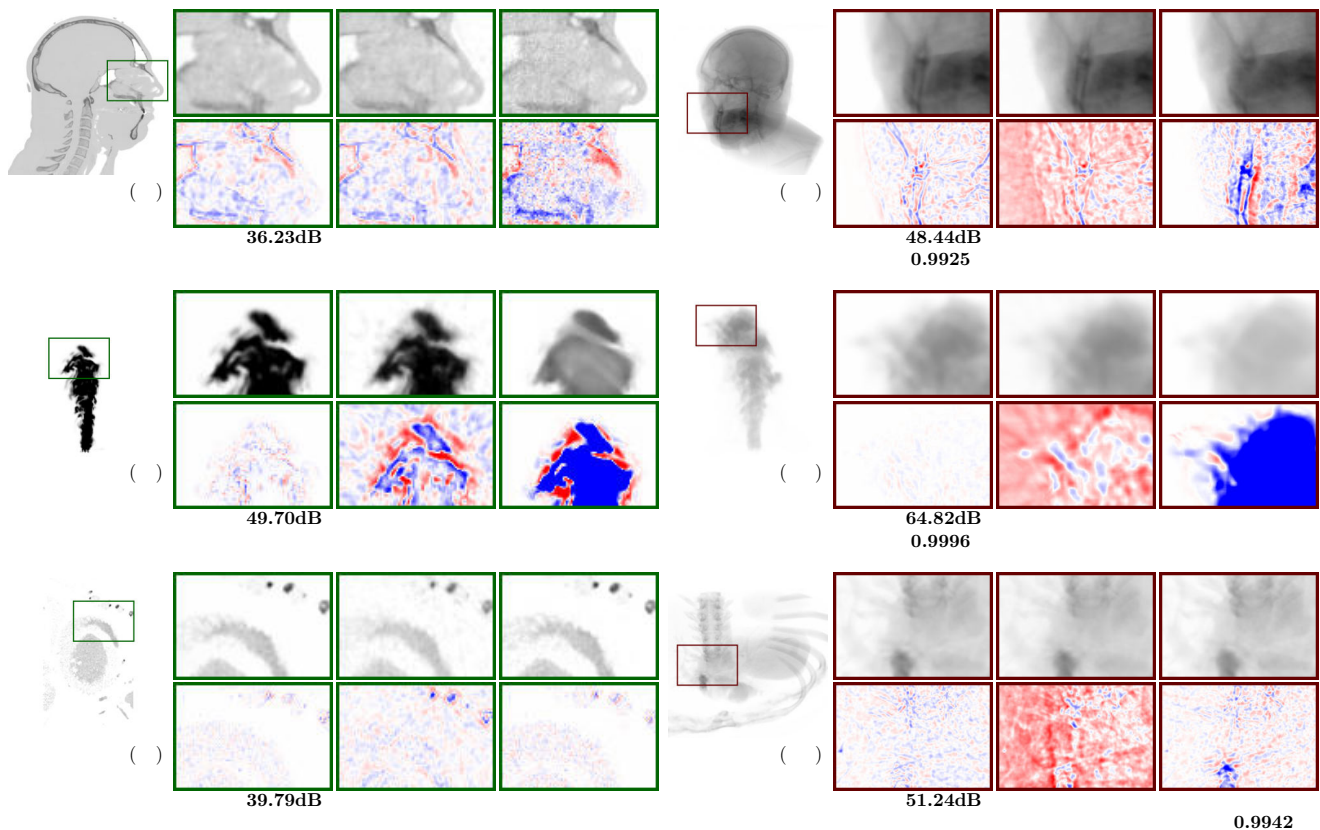 ( )
( )
36.23dB
48.44dB
0.9925
( )
( )
49.70dB
64.82dB
0.9996
( )
( )
39.79dB
51.24dB
0.9942